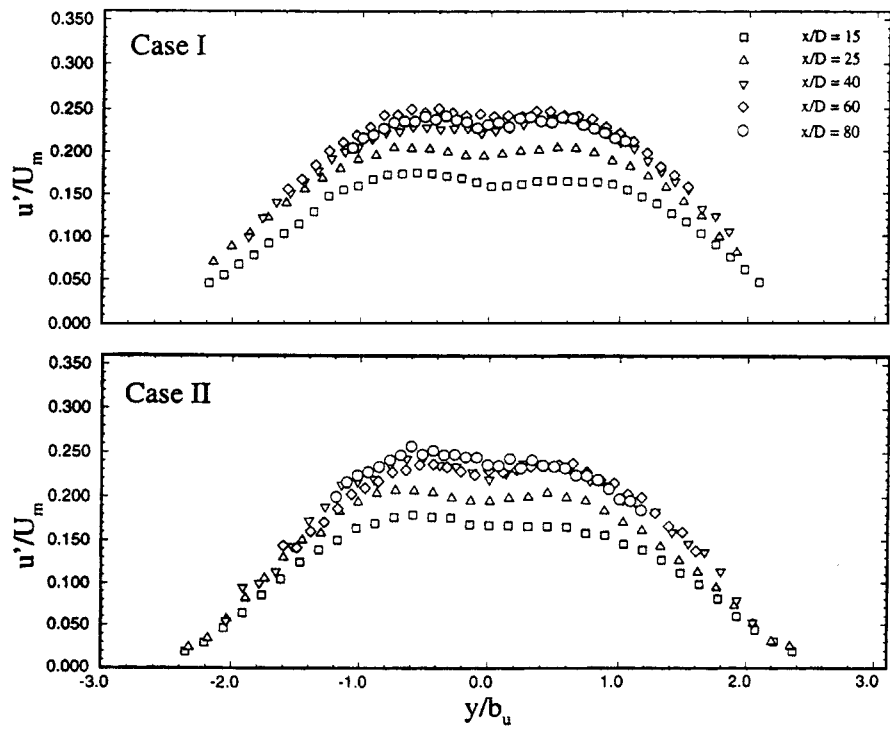 0.350
0.300
0.250
0.200
0.150
0.100
0.050
0.000
u'/U_m
Case I
x/D = 15
x/D = 25
x/D = 40
x/D = 60
x/D = 80
0.350
0.300
0.250
0.200
0.150
0.100
0.050
0.000
u'/U_m
Case II
-3.0 -2.0 -1.0 0.0 1.0 2.0 3.0
y/b_u